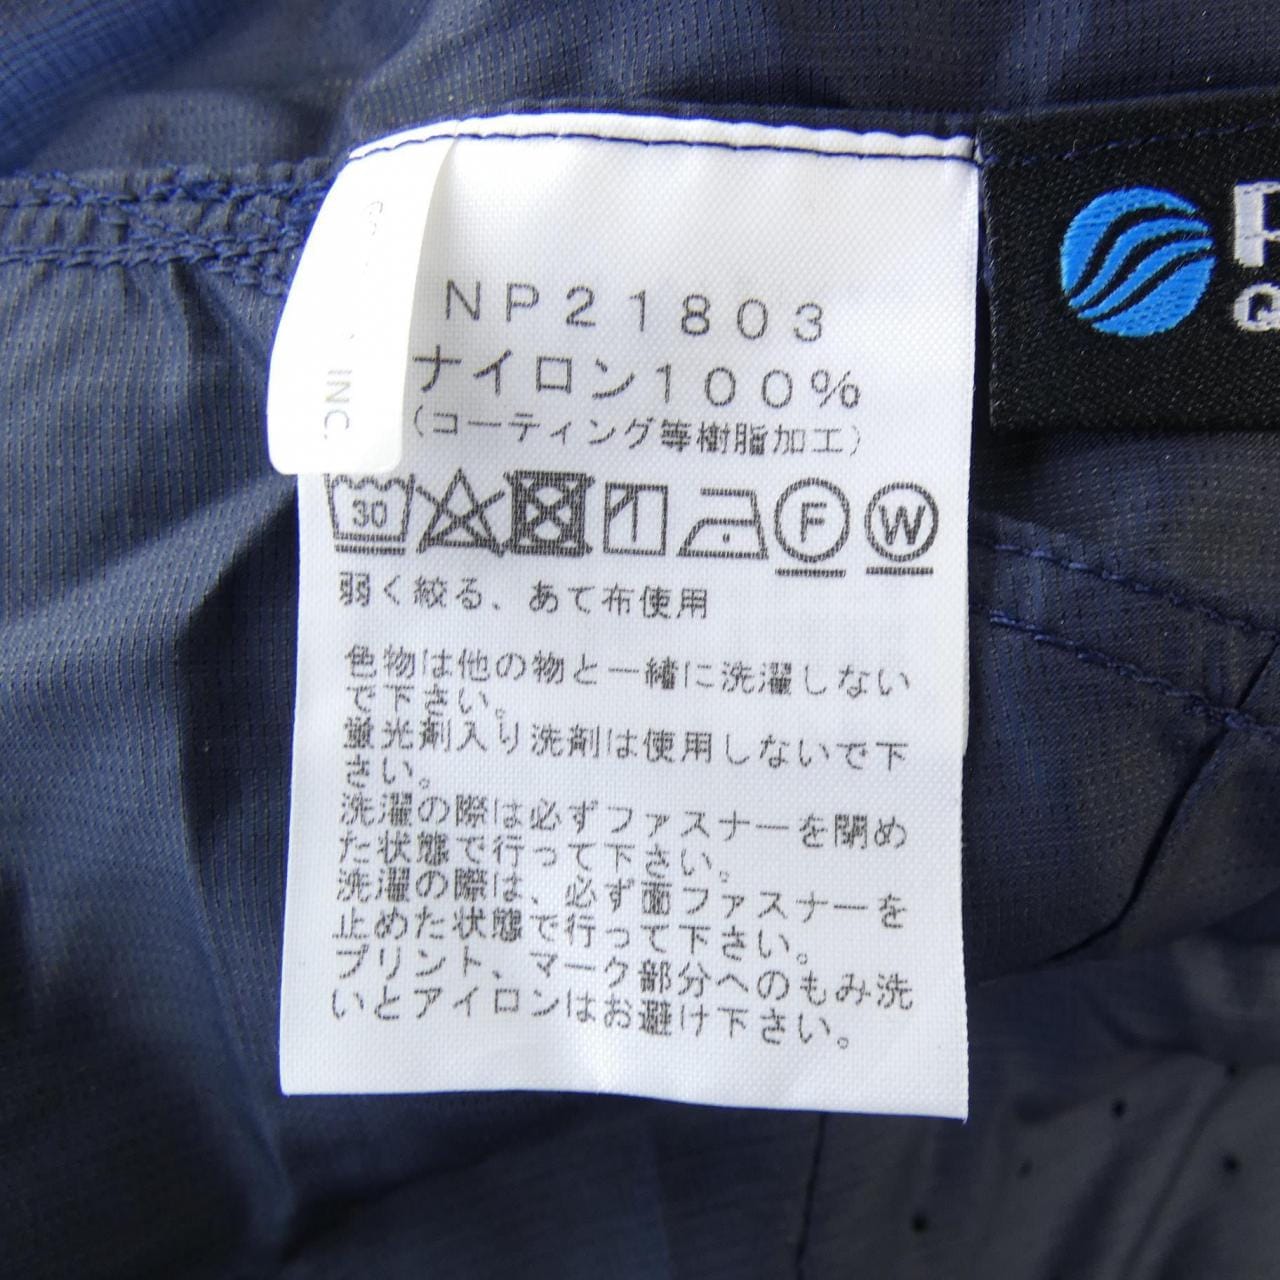 INC.
NP21803
ナイロン100%
(コーティング等樹脂加工)
30 F W
弱く絞る、あて布使用
色物は他の物と一緒に洗濯しない
で下さい。
蛍光剤入り洗剤は使用しないで下
さい。
洗濯の際は必ずファスナーを閉め
た状態で行って下さい。
洗濯の際は、必ず面ファスナーを
止めた状態で行って下さい。
プリント、マーク部分へのもみ洗
いとアイロンはお避け下さい。